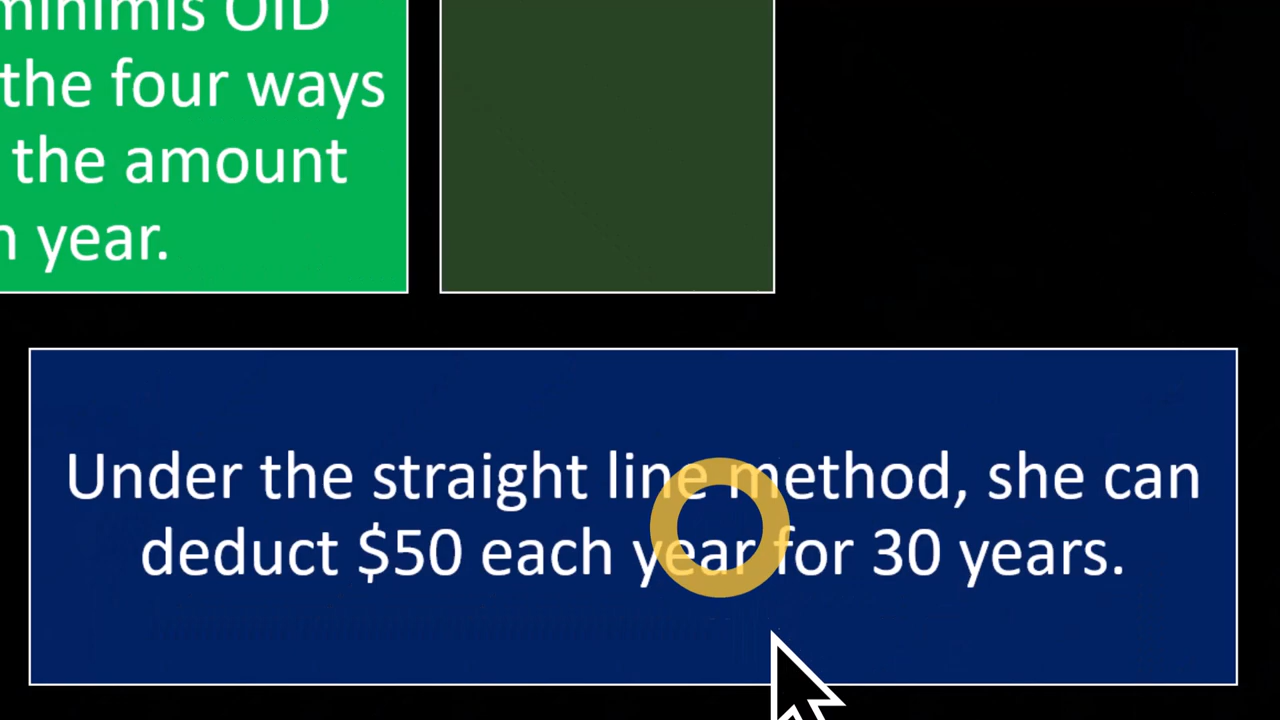 minimis OID
the four ways
the amount
year.
Under the straight line method, she can
deduct $50 each year for 30 years.